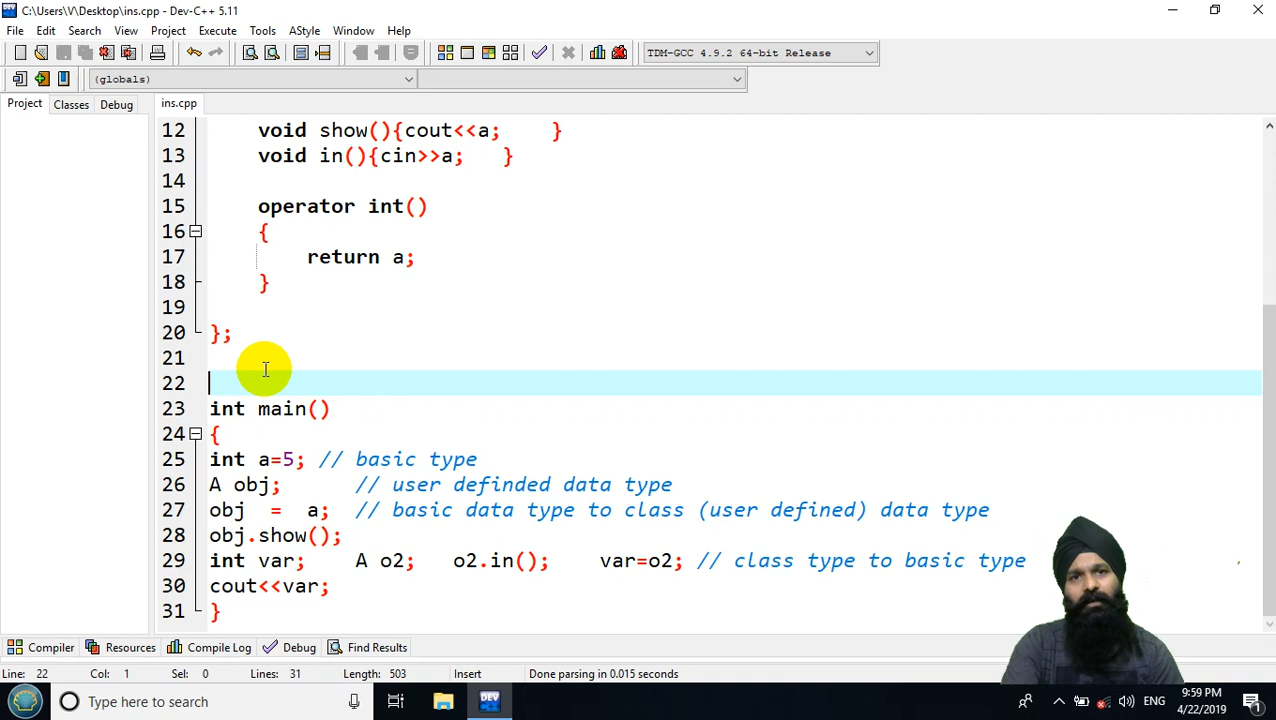 C:\Users\V\Desktop\ins.cpp - Dev-C++ 5.11
File Edit Search View Project Execute Tools AStyle Window Help
TDM-GCC 4.9.2 64-bit Release
(globals)
Project Classes Debug ins.cpp
12 void show(){cout<<a; }
13 void in(){cin>>a; }
14
15 operator int()
16 {
17 return a;
18 }
19
20 };
21
22
23 int main()
24 {
25 int a=5; // basic type
26 A obj; // user definded data type
27 obj = a; // basic data type to class (user defined) data type
28 obj.show();
29 int var; A o2; o2.in(); var=o2; // class type to basic type
30 cout<<var;
31 }
Compiler Resources Compile Log Debug Find Results
Line: 22 Col: 1 Sel: 0 Lines: 31 Length: 503 Insert Done parsing in 0.015 seconds
Type here to search
DEV
ENG
9:59 PM
4/22/2019
1